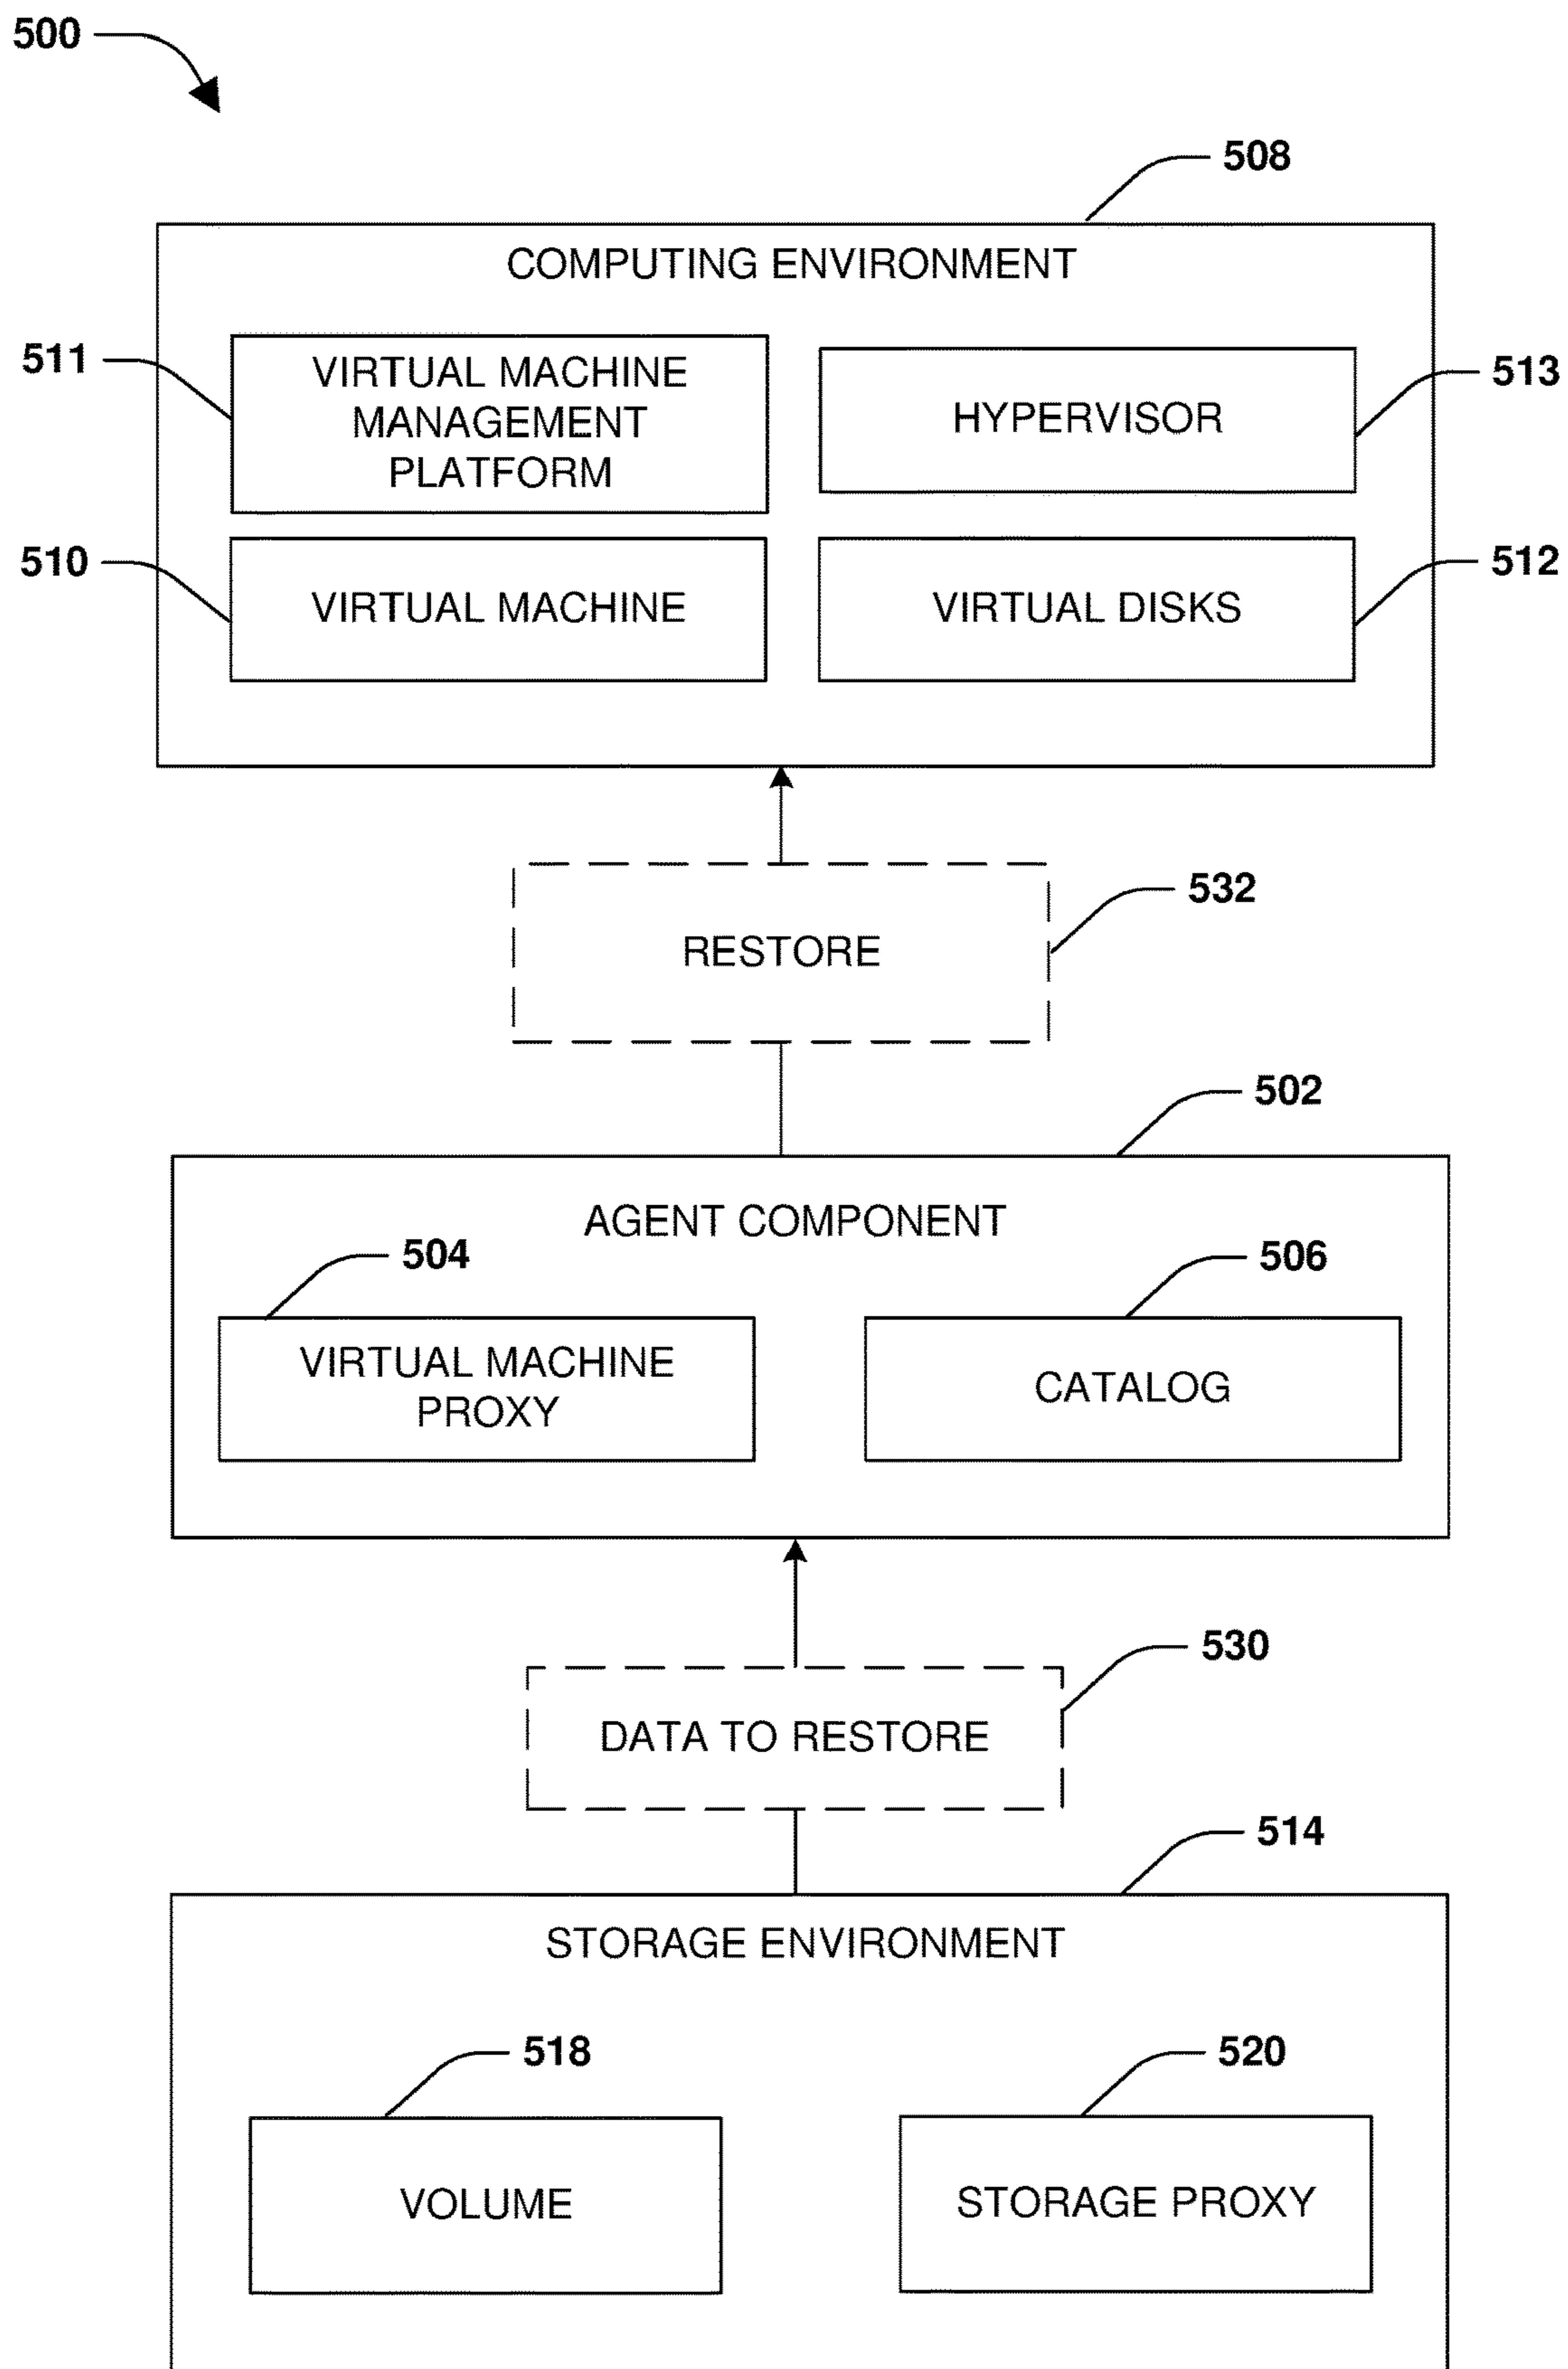 500
508
COMPUTING ENVIRONMENT
511
VIRTUAL MACHINE
MANAGEMENT
PLATFORM
HYPERVISOR
513
510
VIRTUAL MACHINE
VIRTUAL DISKS
512
RESTORE
532
502
AGENT COMPONENT
504
506
VIRTUAL MACHINE
PROXY
CATALOG
530
DATA TO RESTORE
514
STORAGE ENVIRONMENT
518
520
VOLUME
STORAGE PROXY